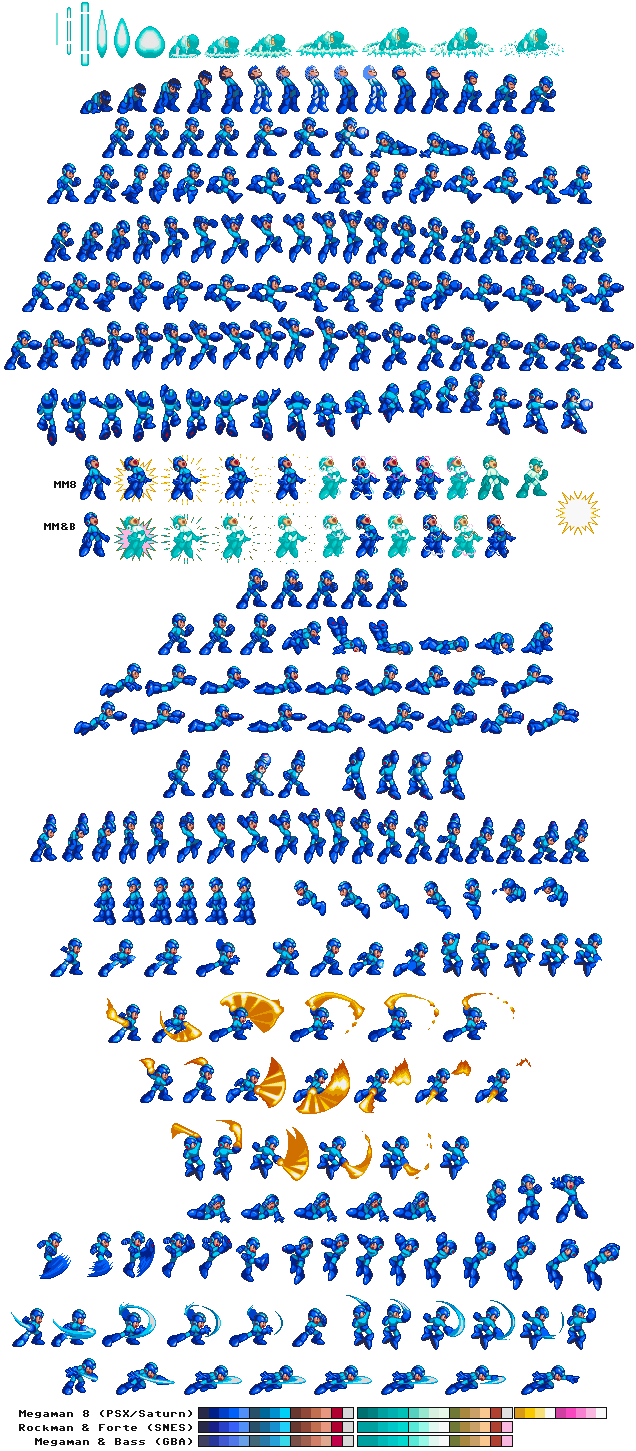 MM8
MM&B
Megaman 8 (PSX/Saturn)
Rockman & Forte (SNES)
Megaman & Bass (GBA)